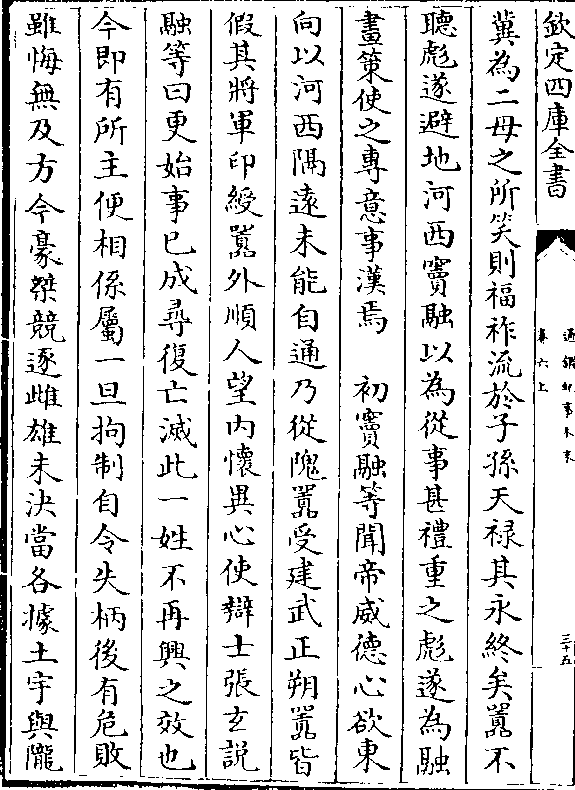 欽定四庫全書
通鑑紀事本末
卷六上
三十五
冀為二母之所笑則福祚流於子孫天禄其永終矣囂不
聽彪遂避地河西竇融以為從事甚禮重之彪遂為融
畫策使之專意事漢焉　初竇融等聞帝威德心欲東
向以河西隔遠未能自通乃從隗囂受建武正朔囂皆
假其將軍印綬囂外順人望内懷異心使辯士張玄説
融等曰更始事已成尋復亡滅此一姓不再興之效也
今即有所主便相係屬一旦拘制自令失柄後有危敗
雖悔無及方今豪桀競逐雌雄未決當各據土宇與隴